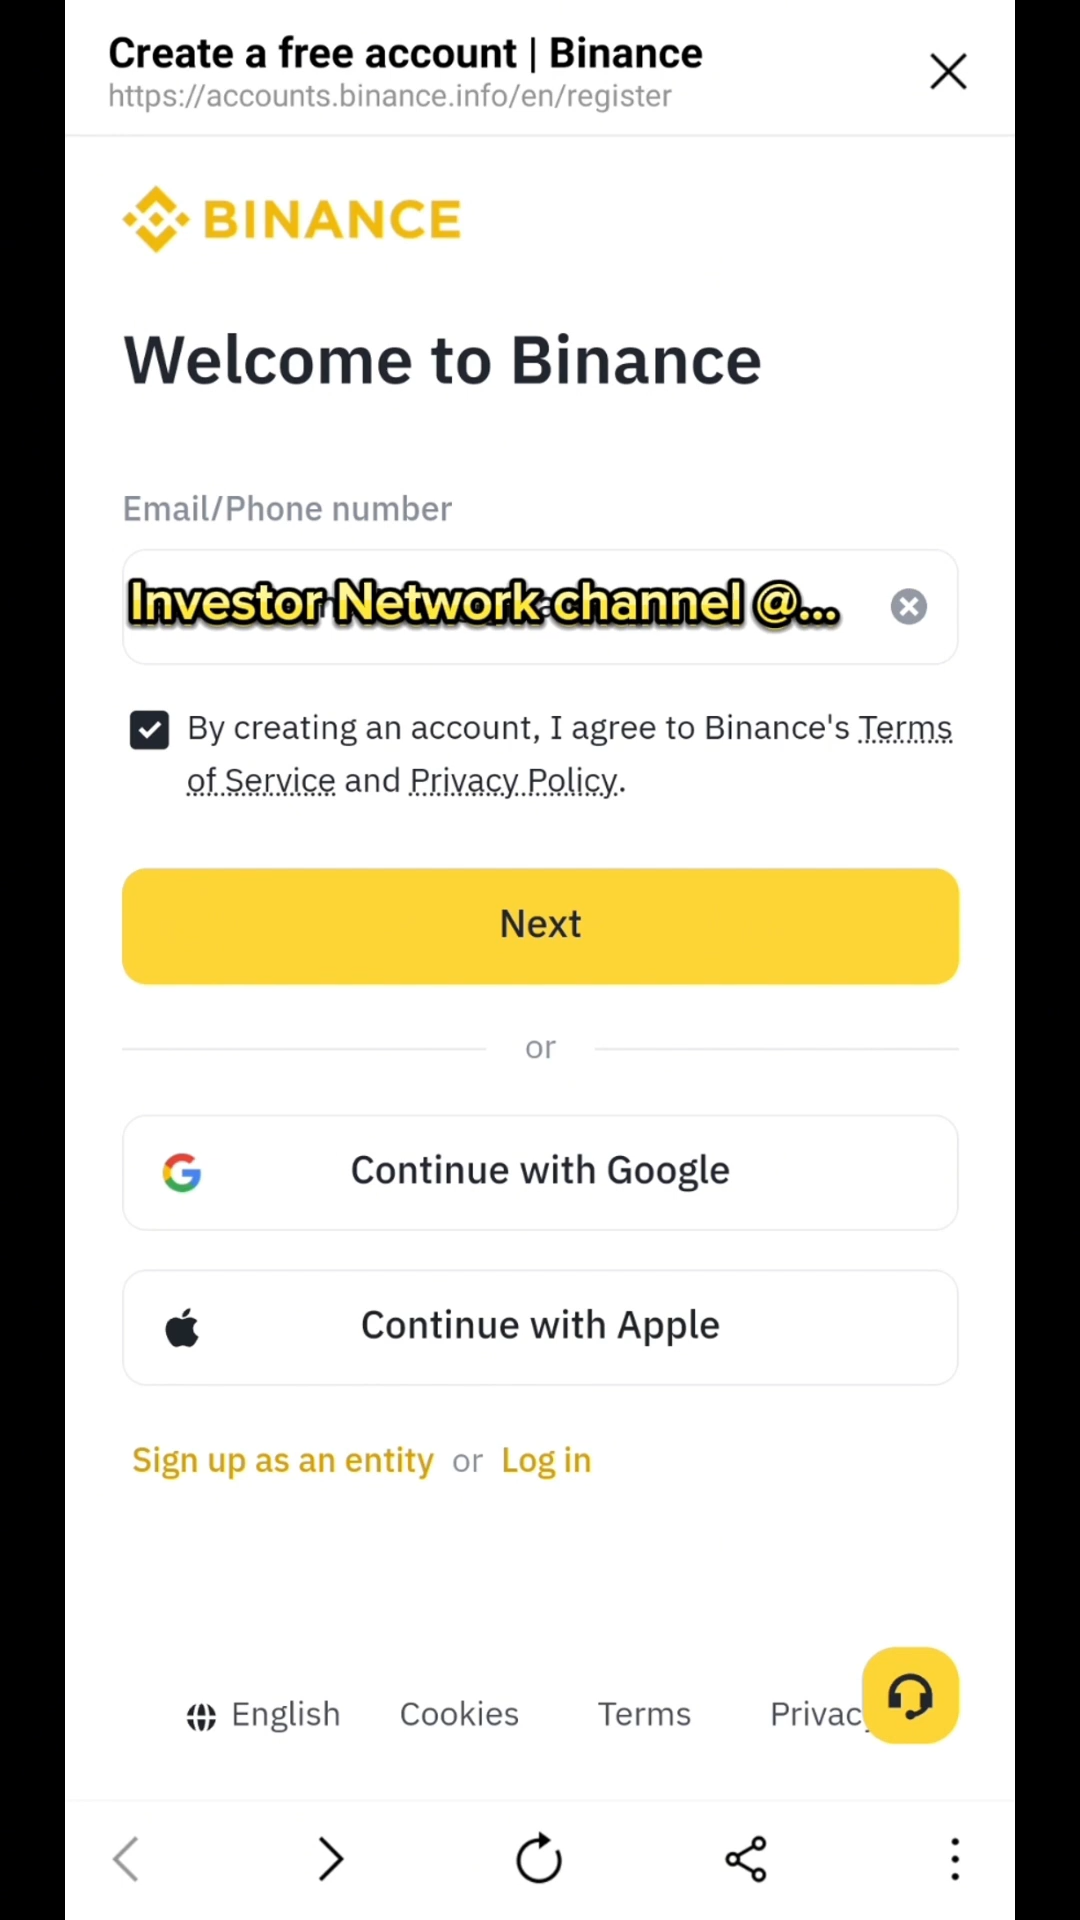 Create a free account | Binance
https://accounts.binance.info/en/register
BINANCE
Welcome to Binance
Email/Phone number
Investor Network channel @...
By creating an account, I agree to Binance's Terms
of Service and Privacy Policy.
Next
or
Continue with Google
Continue with Apple
Sign up as an entity or Log in
English Cookies Terms Privacy